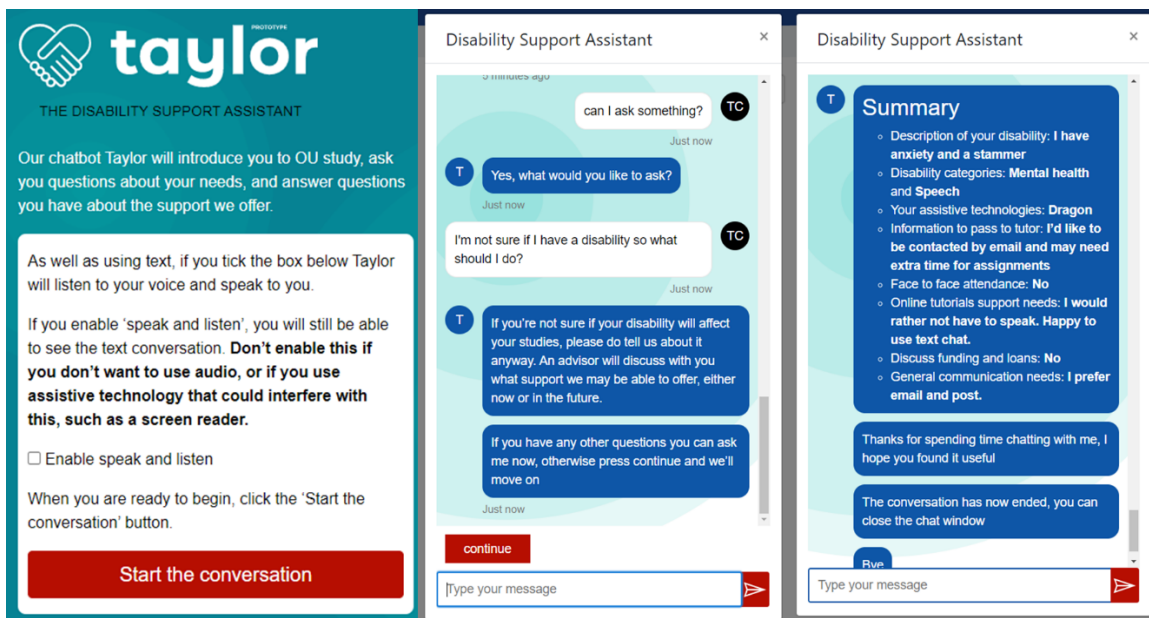 PROTOTYPE
taylor
THE DISABILITY SUPPORT ASSISTANT
Our chatbot Taylor will introduce you to OU study, ask
you questions about your needs, and answer questions
you have about the support we offer.
As well as using text, if you tick the box below Taylor
will listen to your voice and speak to you.
If you enable ‘speak and listen’, you will still be able
to see the text conversation. Don’t enable this if
you don’t want to use audio, or if you use
assistive technology that could interfere with
this, such as a screen reader.
Enable speak and listen
When you are ready to begin, click the ‘Start the
conversation’ button.
Start the conversation
Disability Support Assistant
×
5 minutes ago
can I ask something?
TC
Just now
T
Yes, what would you like to ask?
Just now
I'm not sure if I have a disability so what
should I do?
TC
Just now
T
If you’re not sure if your disability will affect
your studies, please do tell us about it
anyway. An advisor will discuss with you
what support we may be able to offer, either
now or in the future.
If you have any other questions you can ask
me now, otherwise press continue and we’ll
move on
Just now
continue
Type your message
Disability Support Assistant
×
T
Summary
Description of your disability: I have
anxiety and a stammer
Disability categories: Mental health
and Speech
Your assistive technologies: Dragon
Information to pass to tutor: I’d like to
be contacted by email and may need
extra time for assignments
Face to face attendance: No
Online tutorials support needs: I would
rather not have to speak. Happy to
use text chat.
Discuss funding and loans: No
General communication needs: I prefer
email and post.
Thanks for spending time chatting with me, I
hope you found it useful
The conversation has now ended, you can
close the chat window
Bye
Type your message